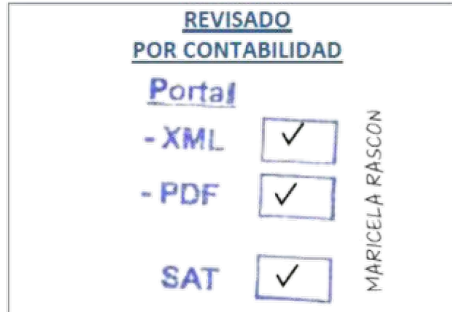 REVISADO
POR CONTABILIDAD
Portal
- XML ✓
- PDF ✓
SAT ✓
MARICELA RASCON